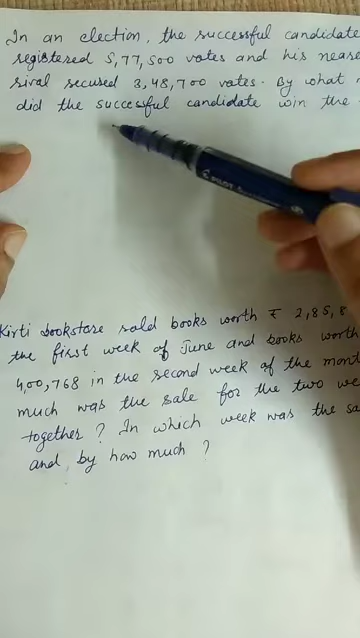 In an election, the successful candidate
registered 5,77,500 votes and his neare
rival secured 3,48,700 votes. By what
did the successful candidate win the
PILOT
Kirti bookstore sold books worth ₹ 2,85,8
the first week of June and books worth
4,00,768 in the second week of the mont
much was the sale for the two we
together ? In which week was the sa
and by how much ?